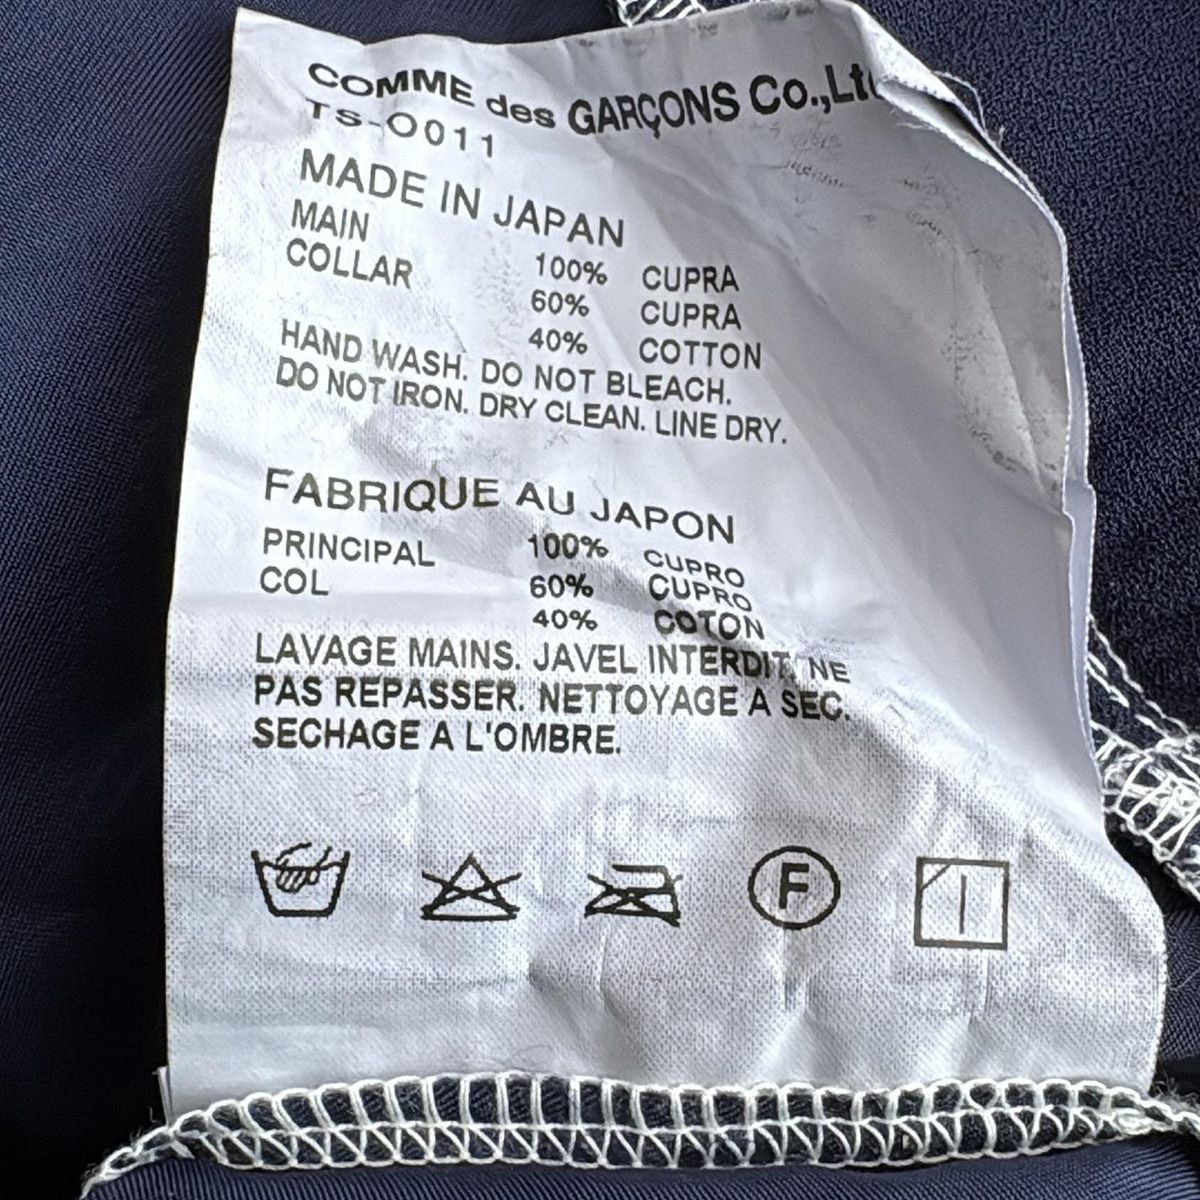 COMME des GARÇONS Co.,Lt
TS-O011
MADE IN JAPAN
MAIN 100% CUPRA
COLLAR 60% CUPRA
40% COTTON
HAND WASH. DO NOT BLEACH.
DO NOT IRON. DRY CLEAN. LINE DRY.
FABRIQUE AU JAPON
PRINCIPAL 100% CUPRO
COL 60% CUPRO
40% COTON
LAVAGE MAINS. JAVEL INTERDIT. NE
PAS REPASSER. NETTOYAGE A SEC.
SECHAGE A L'OMBRE.
F